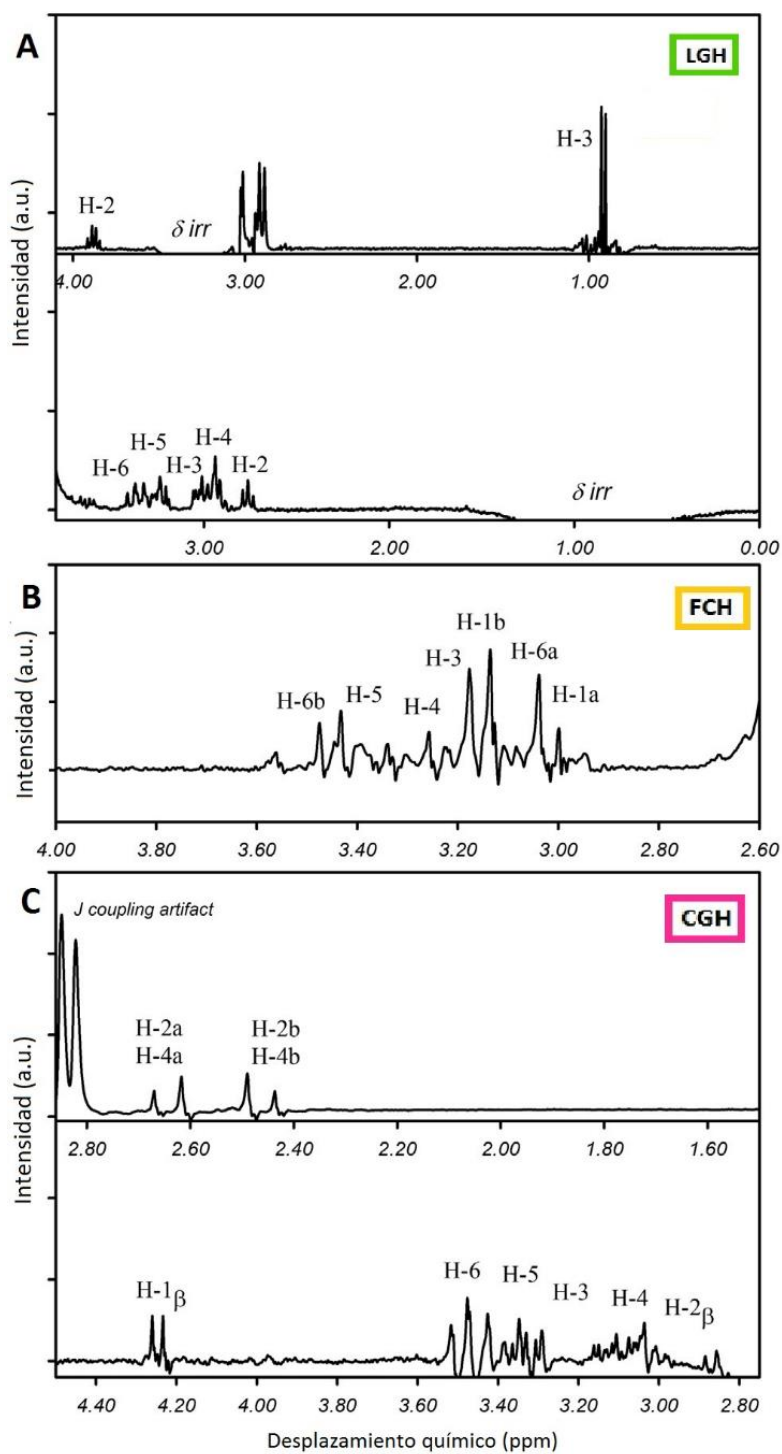 A
LGH
H-3
H-2
δ irr
4.00 3.00 2.00 1.00
Intensidad (a.u.)
H-4
H-5
H-6 H-3 H-2
δ irr
3.00 2.00 1.00 0.00
B
FCH
H-1b
H-3 H-6a
H-6b H-5 H-4 H-1a
Intensidad (a.u.)
4.00 3.80 3.60 3.40 3.20 3.00 2.80 2.60
C
J coupling artifact
CGH
H-2a H-2b
H-4a H-4b
2.80 2.60 2.40 2.20 2.00 1.80 1.60
Intensidad (a.u.)
H-6 H-5
H-1β H-3 H-4 H-2β
4.40 4.20 4.00 3.80 3.60 3.40 3.20 3.00 2.80
Desplazamiento químico (ppm)